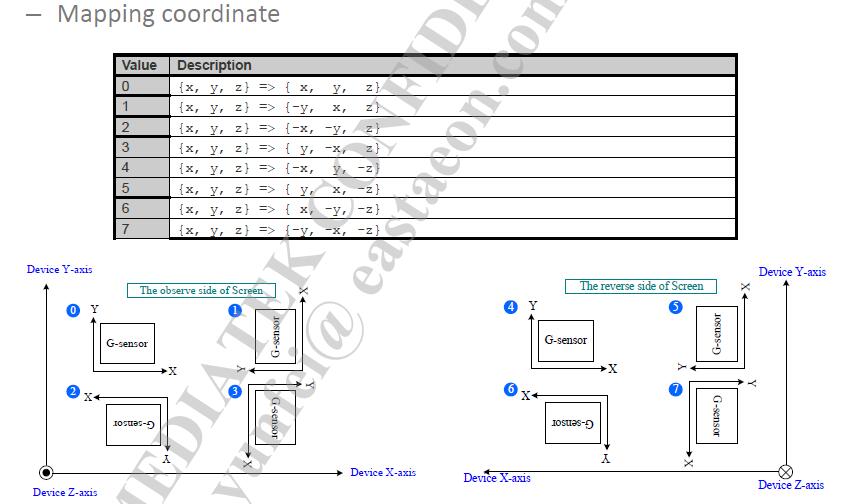 – Mapping coordinate
Value Description
0 {x, y, z} => { x, y, z}
1 {x, y, z} => {-y, x, z}
2 {x, y, z} => {-x, -y, z}
3 {x, y, z} => { y, -x, z}
4 {x, y, z} => {-x, y, -z}
5 {x, y, z} => { y, x, -z}
6 {x, y, z} => { x, -y, -z}
7 {x, y, z} => {-y, -x, -z}
MEDIATEK CONFID
yunfei@eastaeon.com
Device Y-axis
The observe side of Screen
0
Y
G-sensor
X
1
X
G-sensor
Y
2
X
G-sensor
Y
3
Y
G-sensor
X
Device X-axis
Device Z-axis
The reverse side of Screen
Device Y-axis
4
Y
G-sensor
X
5
X
G-sensor
Y
6
X
G-sensor
Y
7
Y
G-sensor
X
Device X-axis
Device Z-axis